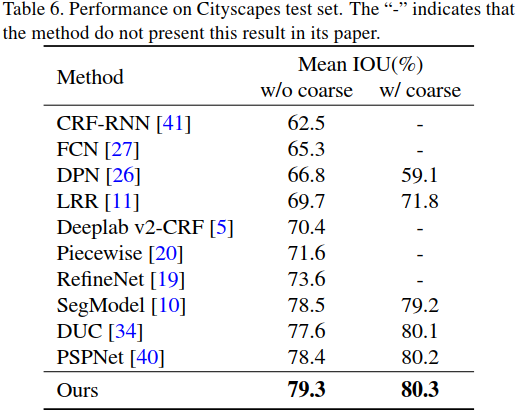 Table 6. Performance on Cityscapes test set. The “-” indicates that
the method do not present this result in its paper.
Method Mean IOU(%)
w/o coarse w/ coarse
CRF-RNN [41] 62.5 -
FCN [27] 65.3 -
DPN [26] 66.8 59.1
LRR [11] 69.7 71.8
Deeplab v2-CRF [5] 70.4 -
Piecewise [20] 71.6 -
RefineNet [19] 73.6 -
SegModel [10] 78.5 79.2
DUC [34] 77.6 80.1
PSPNet [40] 78.4 80.2
Ours 79.3 80.3